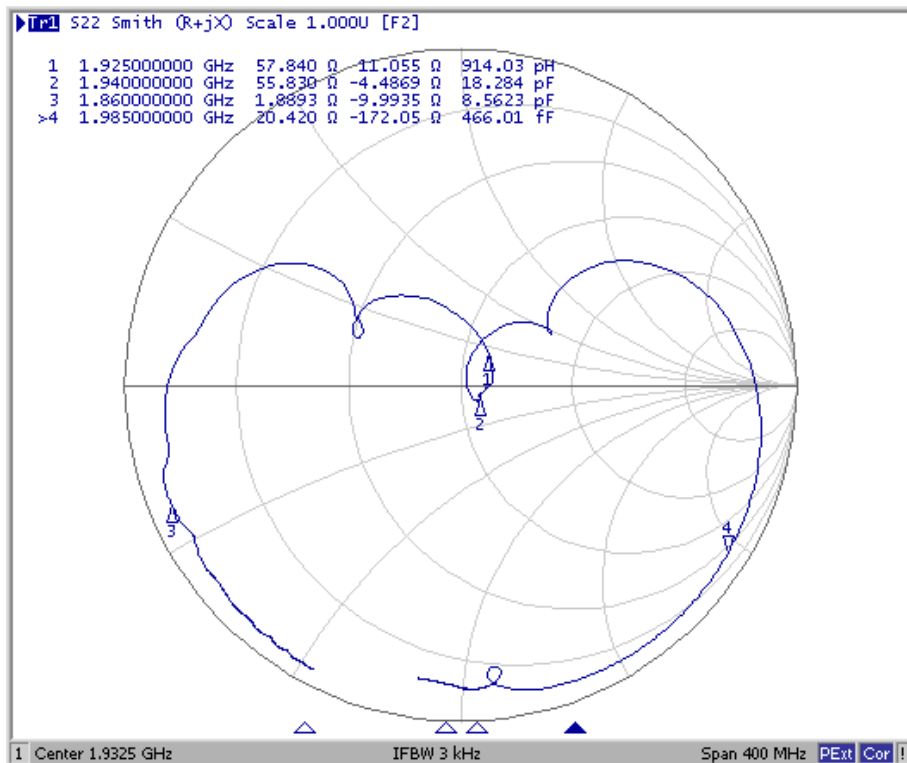 Tr1 S22 Smith (R+jX) Scale 1.000U [F2]
1 1.925000000 GHz 57.840 Ω 11.055 Ω 914.03 pH
2 1.940000000 GHz 55.830 Ω -4.4869 Ω 18.284 pF
3 1.860000000 GHz 1.8893 Ω -9.9935 Ω 8.5623 pF
>4 1.985000000 GHz 20.420 Ω -172.05 Ω 466.01 fF
1
2
4
3
1 Center 1.9325 GHz IFBW 3 kHz Span 400 MHz PExt Cor !